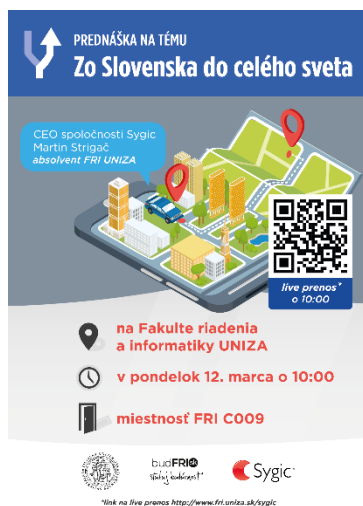 PREDNÁŠKA NA TÉMU
Zo Slovenska do celého sveta
CEO spoločnosti Sygic
Martin Strigač
absolvent FRI UNIZA
live prenos*
o 10:00
na Fakulte riadenia
a informatiky UNIZA
v pondelok 12. marca o 10:00
miestnosť FRI C009
budFRI
študuj budúcnosť
Sygic
*link na live prenos http://www.fri.uniza.sk/sygic